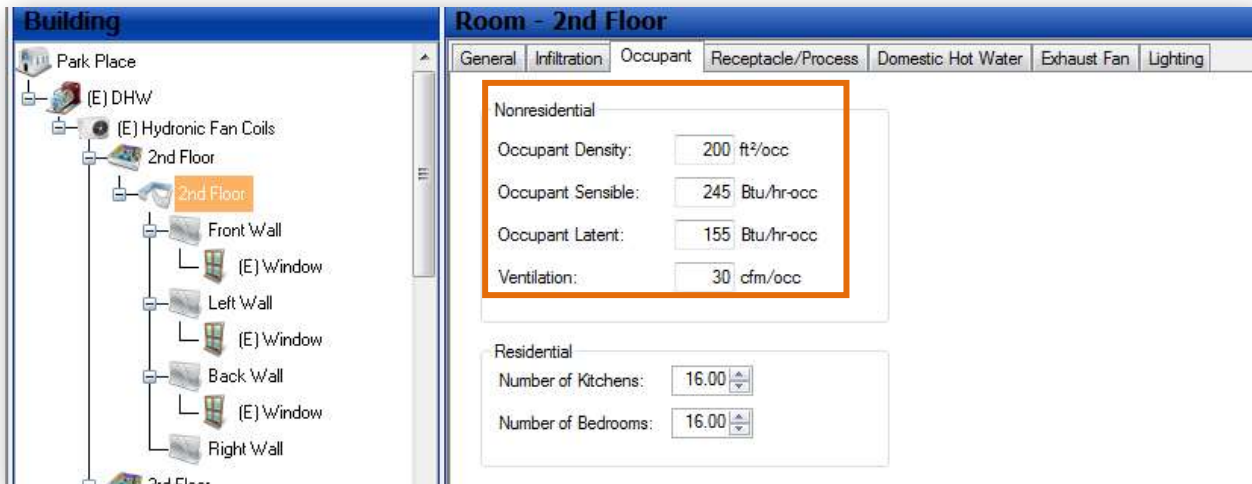 Building
Park Place
(E) DHW
(E) Hydronic Fan Coils
2nd Floor
2nd Floor
Front Wall
(E) Window
Left Wall
(E) Window
Back Wall
(E) Window
Right Wall
Room - 2nd Floor
General Infiltration Occupant Receptacle/Process Domestic Hot Water Exhaust Fan Lighting
Nonresidential
Occupant Density: 200 ft²/occ
Occupant Sensible: 245 Btu/hr-occ
Occupant Latent: 155 Btu/hr-occ
Ventilation: 30 cfm/occ
Residential
Number of Kitchens: 16.00
Number of Bedrooms: 16.00